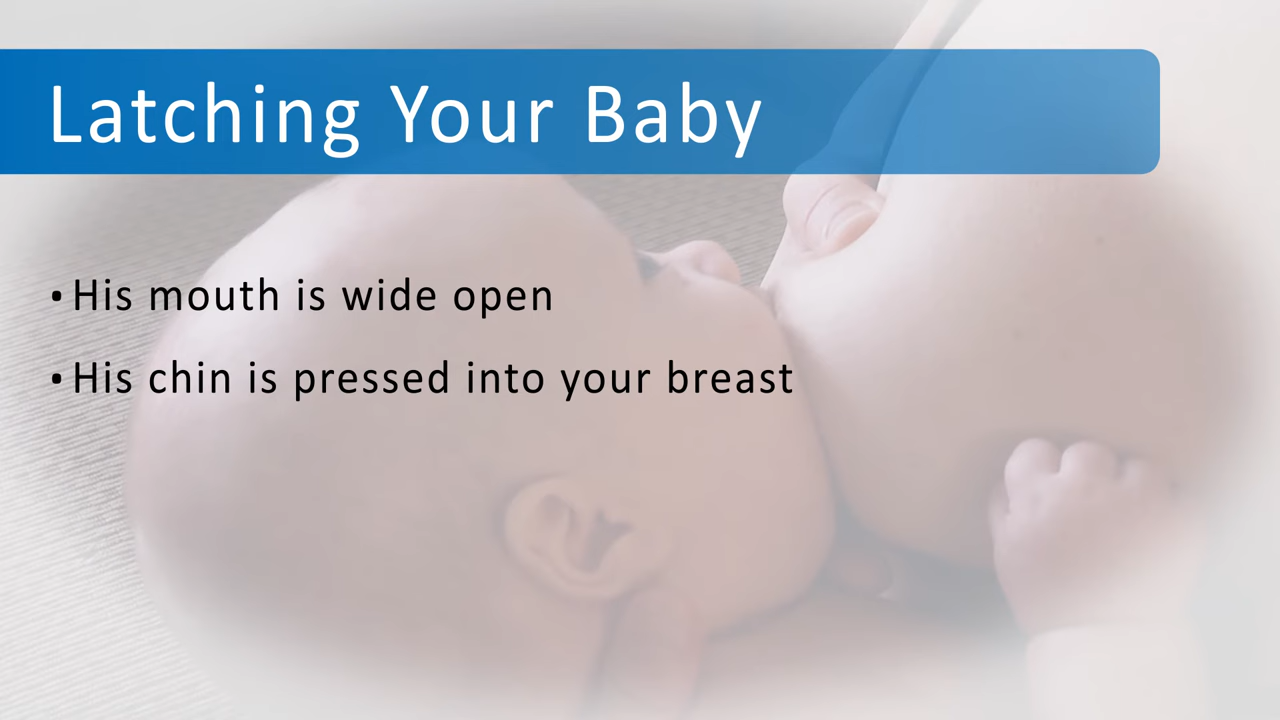 Latching Your Baby
• His mouth is wide open
• His chin is pressed into your breast